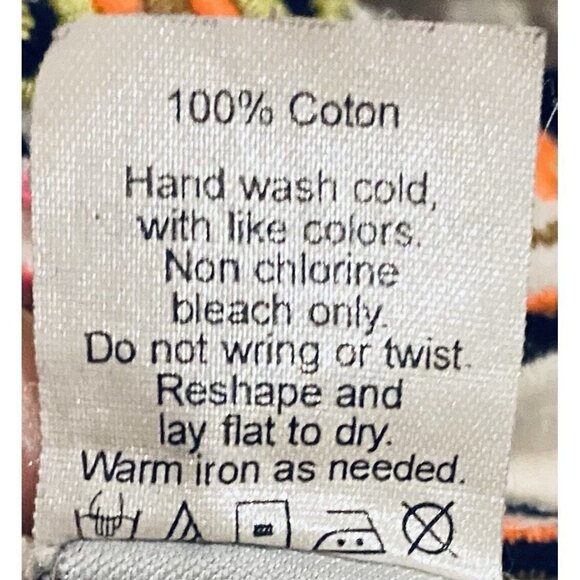 100% Coton
Hand wash cold,
with like colors.
Non chlorine
bleach only.
Do not wring or twist.
Reshape and
lay flat to dry.
Warm iron as needed.